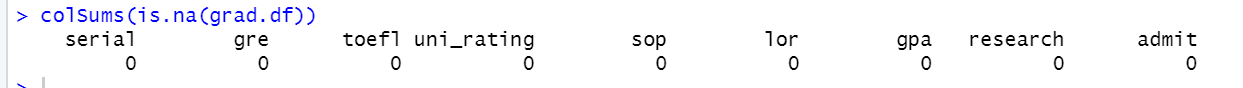 > colSums(is.na(grad.df))
serial gre toefl uni_rating sop lor gpa research admit
0 0 0 0 0 0 0 0 0
>